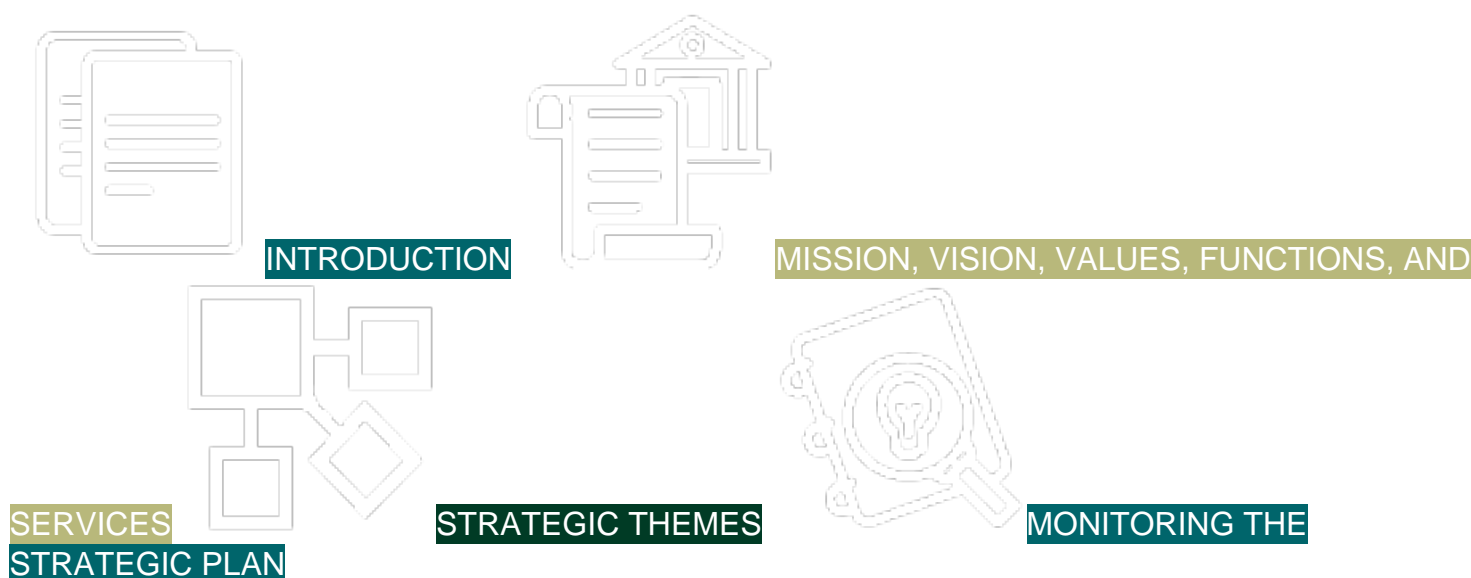 INTRODUCTION
MISSION, VISION, VALUES, FUNCTIONS, AND
SERVICES
STRATEGIC THEMES
MONITORING THE
STRATEGIC PLAN